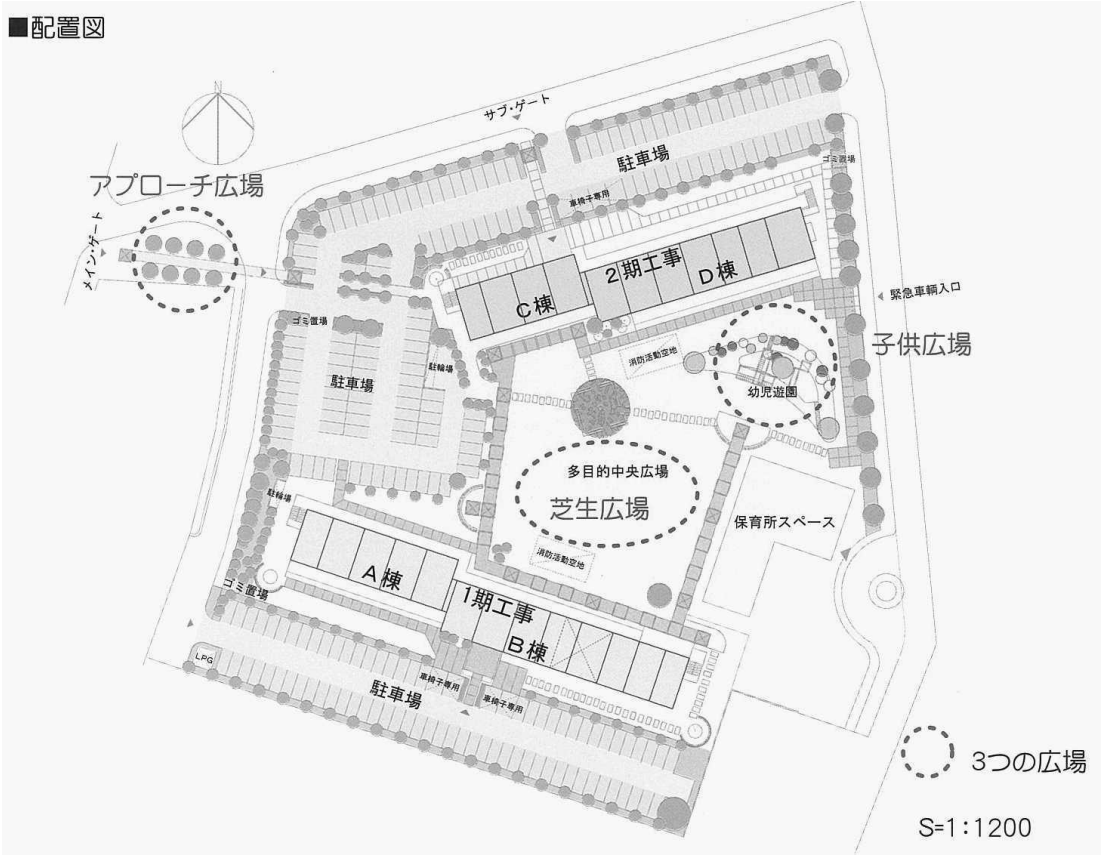 ■配置図
N
サブ・ゲート
駐車場
ゴミ置場
アプローチ広場
車椅子専用
メイン・ゲート
2期工事
D棟
C棟
緊急車輌入口
ゴミ置場
子供広場
消防活動空地
駐輪場
駐車場
幼児遊園
多目的中央広場
芝生広場
駐輪場
保育所スペース
消防活動空地
A棟
ゴミ置場
1期工事
B棟
LPG
車椅子専用
車椅子専用
駐車場
3つの広場
S=1:1200